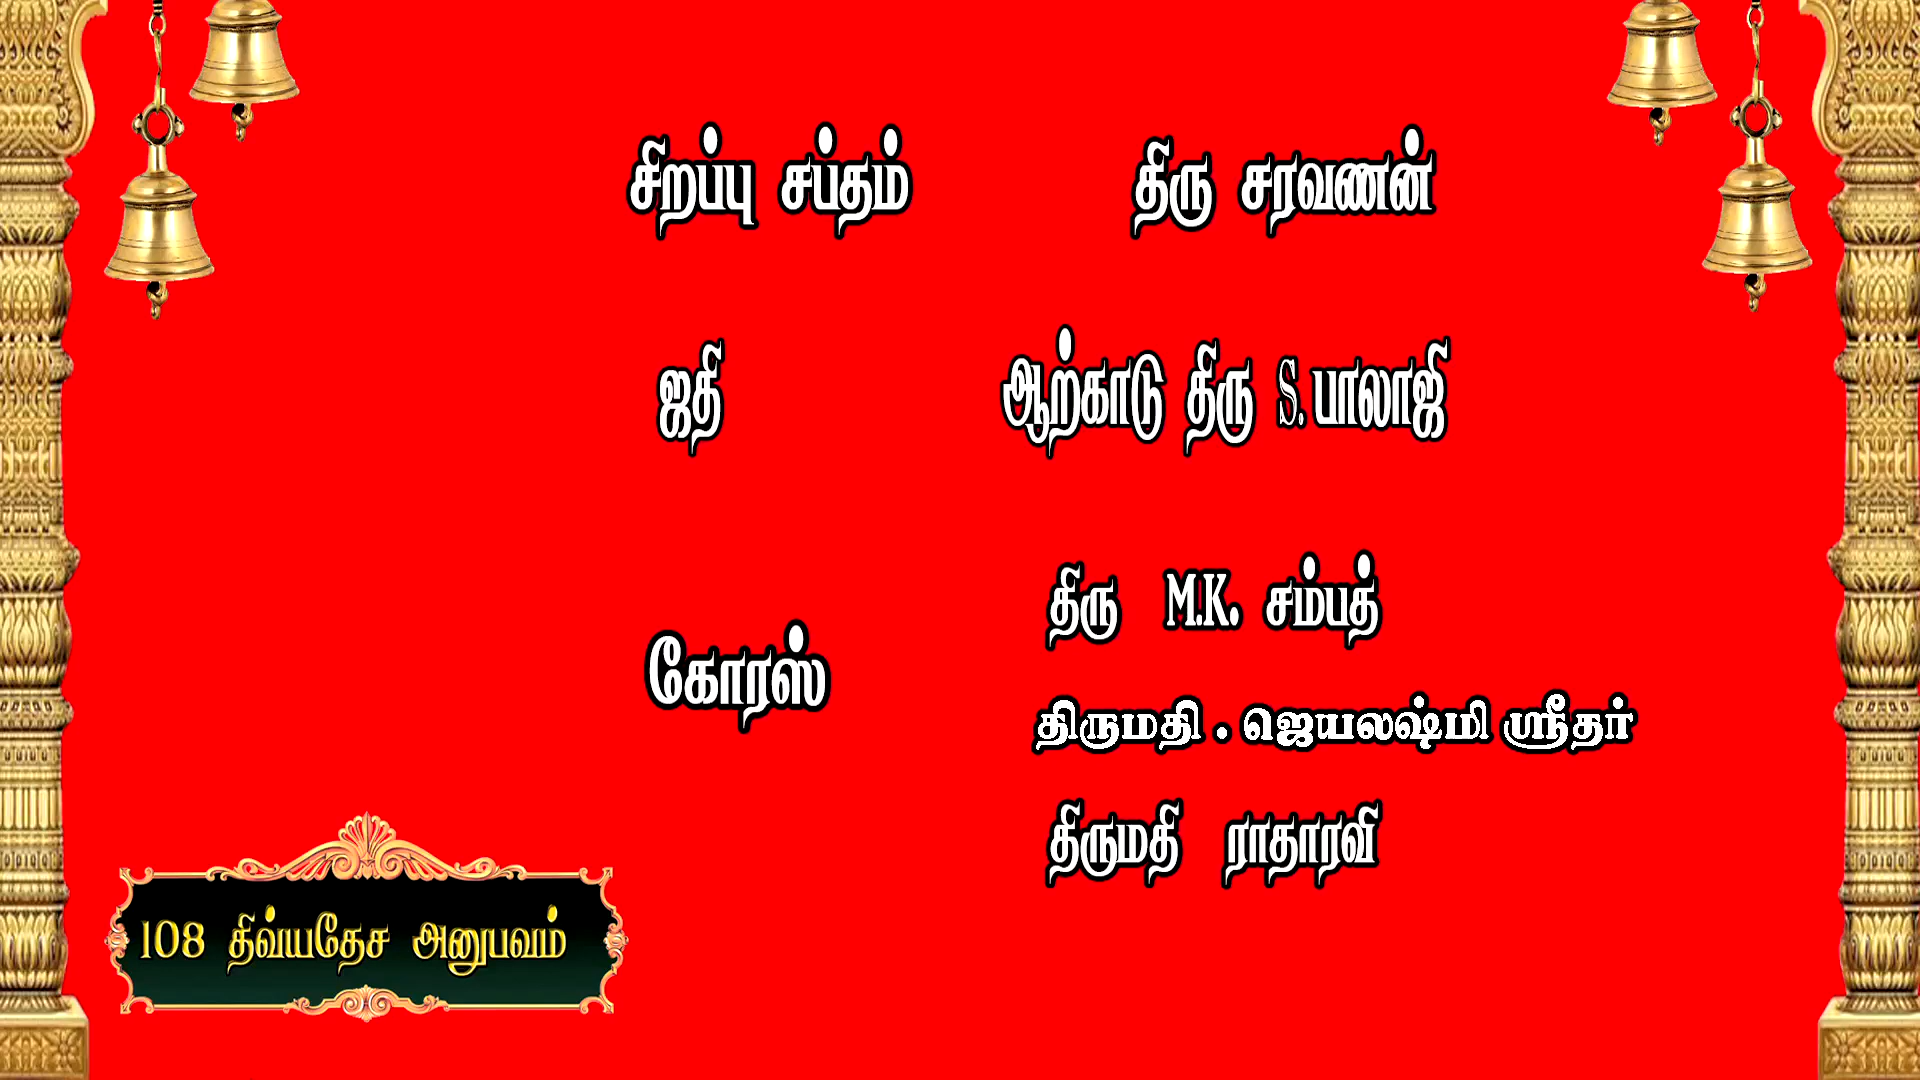 சிறப்பு சப்தம் திரு சரவணன்
ஜதி ஆற்காடு திரு S. பாலாஜி
திரு M.K. சம்பத்
கோரஸ்
திருமதி . ஜெயலஷ்மி ஸ்ரீதர்
திருமதி ராதாரவி
108 திவ்யதேச அனுபவம்